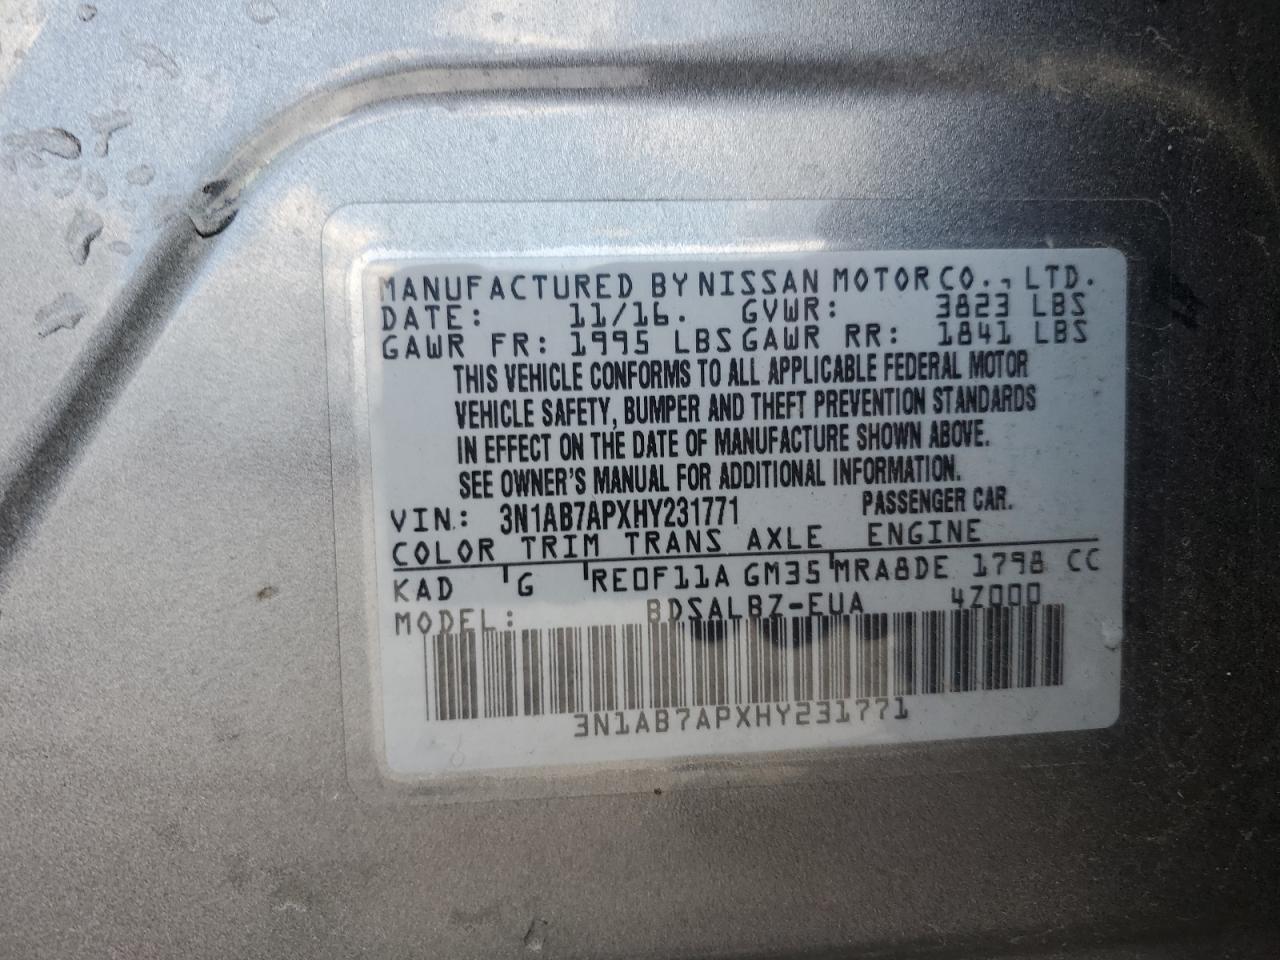 MANUFACTURED BY NISSAN MOTOR CO., LTD.
DATE: 11/16. GVWR: 3823 LBS
GAWR FR: 1995 LBS GAWR RR: 1841 LBS
THIS VEHICLE CONFORMS TO ALL APPLICABLE FEDERAL MOTOR
VEHICLE SAFETY, BUMPER AND THEFT PREVENTION STANDARDS
IN EFFECT ON THE DATE OF MANUFACTURE SHOWN ABOVE.
SEE OWNER'S MANUAL FOR ADDITIONAL INFORMATION.
VIN: 3N1AB7APXHY231771 PASSENGER CAR.
COLOR TRIM TRANS AXLE ENGINE
KAD G RE0F11A GM35 MRA8DE 1798 CC
MODEL: BDSALBZ-EUA 4Z000
3N1AB7APXHY231771